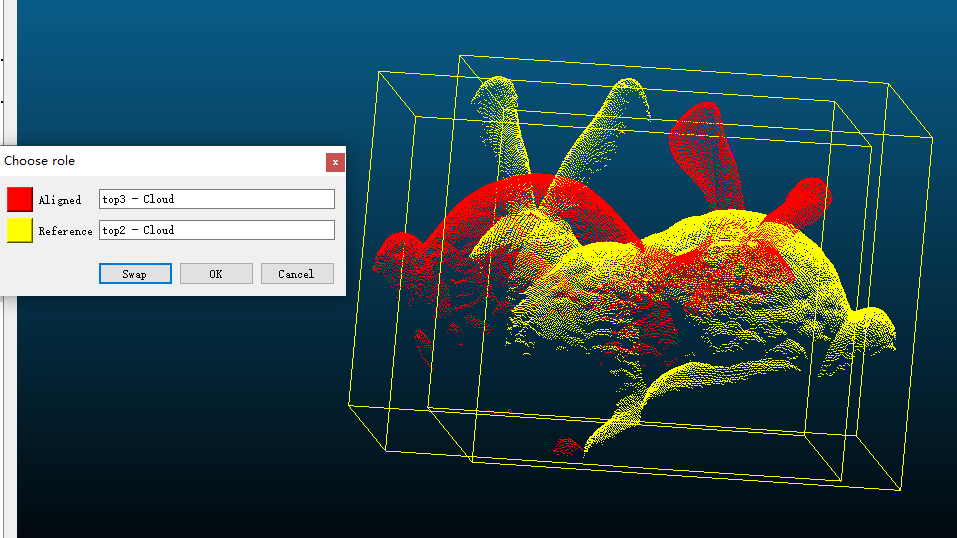 Choose role
x
Aligned top3 - Cloud
Reference top2 - Cloud
Swap OK Cancel